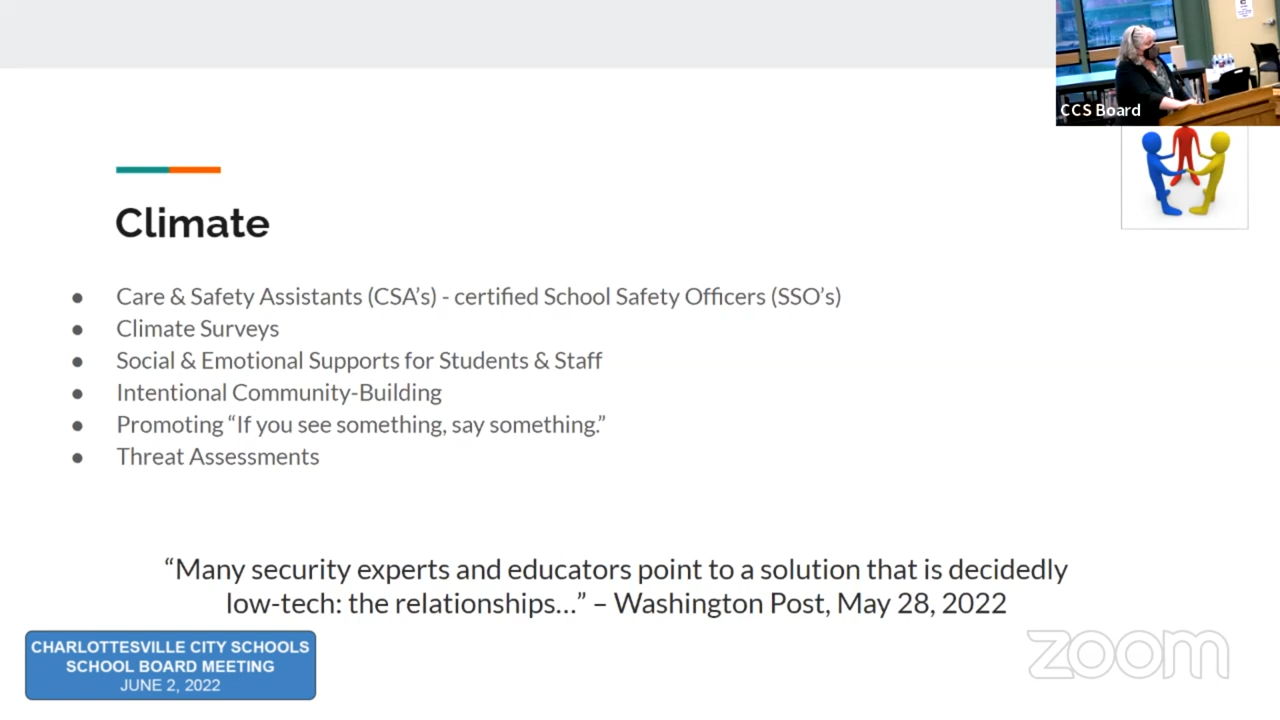 CCS Board
Climate
● Care & Safety Assistants (CSA’s) - certified School Safety Officers (SSO’s)
● Climate Surveys
● Social & Emotional Supports for Students & Staff
● Intentional Community-Building
● Promoting “If you see something, say something.”
● Threat Assessments
“Many security experts and educators point to a solution that is decidedly
low-tech: the relationships…” – Washington Post, May 28, 2022
CHARLOTTESVILLE CITY SCHOOLS
SCHOOL BOARD MEETING
JUNE 2, 2022
zoom